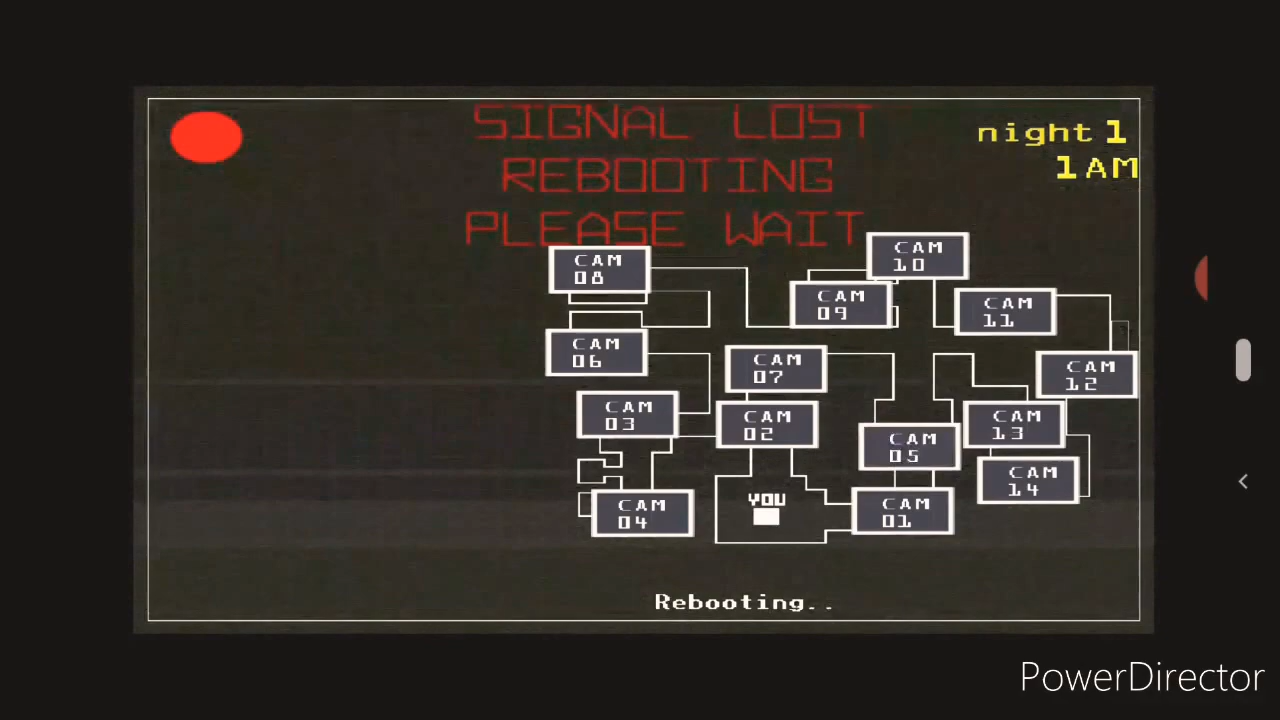 SIGNAL LOST
REBOOTING
PLEASE WAIT
night 1
1 AM
CAM
08
CAM
10
CAM
09
CAM
11
CAM
06
CAM
07
CAM
12
CAM
03
CAM
02
CAM
13
CAM
05
CAM
14
CAM
04
YOU
CAM
01
Rebooting..
PowerDirector